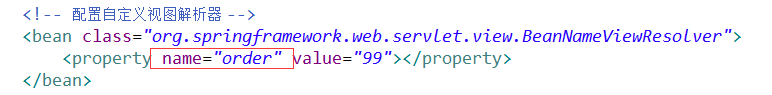 <!-- 配置自定义视图解析器 -->
<bean class="org.springframework.web.servlet.view.BeanNameViewResolver">
<property name="order" value="99"></property>
</bean>